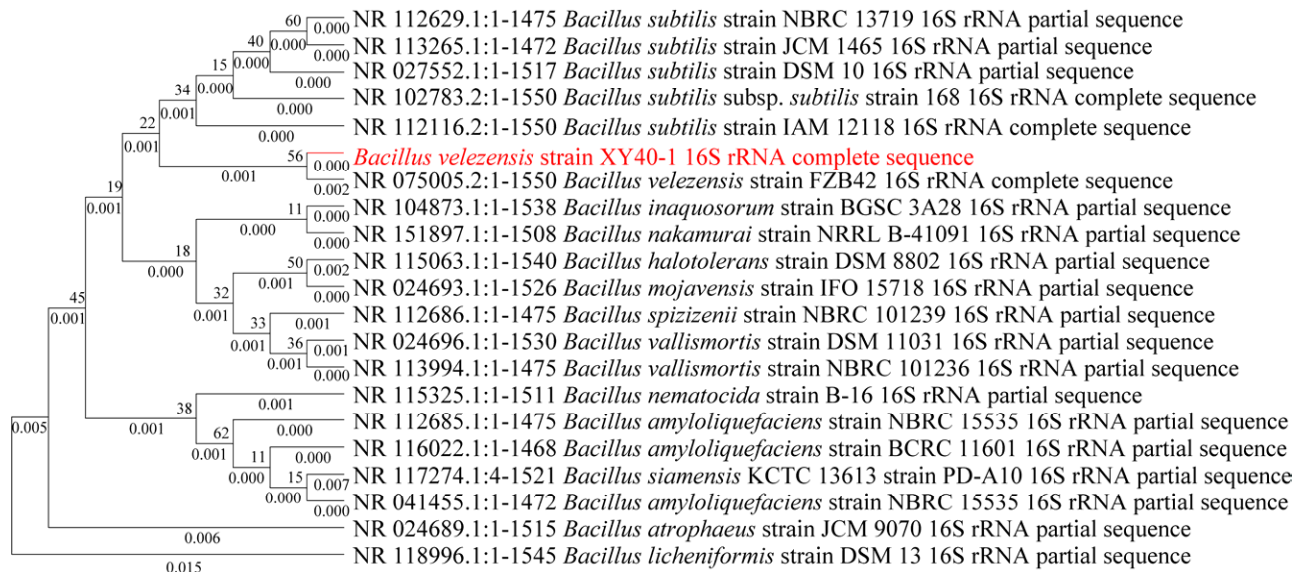 60 0.000 NR 112629.1:1-1475 Bacillus subtilis strain NBRC 13719 16S rRNA partial sequence
40 0.000 0.000 NR 113265.1:1-1472 Bacillus subtilis strain JCM 1465 16S rRNA partial sequence
15 0.000 0.000 NR 027552.1:1-1517 Bacillus subtilis strain DSM 10 16S rRNA partial sequence
34 0.000 0.000 NR 102783.2:1-1550 Bacillus subtilis subsp. subtilis strain 168 16S rRNA complete sequence
22 0.001 0.000 NR 112116.2:1-1550 Bacillus subtilis strain IAM 12118 16S rRNA complete sequence
0.001 56 0.000 Bacillus velezensis strain XY40-1 16S rRNA complete sequence
19 0.001 0.002 NR 075005.2:1-1550 Bacillus velezensis strain FZB42 16S rRNA complete sequence
0.001 11 0.000 NR 104873.1:1-1538 Bacillus inaquosorum strain BGSC 3A28 16S rRNA partial sequence
18 0.000 0.000 NR 151897.1:1-1508 Bacillus nakamurai strain NRRL B-41091 16S rRNA partial sequence
0.000 50 0.002 NR 115063.1:1-1540 Bacillus halotolerans strain DSM 8802 16S rRNA partial sequence
45 32 0.001 0.000 NR 024693.1:1-1526 Bacillus mojavensis strain IFO 15718 16S rRNA partial sequence
0.001 0.001 33 0.001 NR 112686.1:1-1475 Bacillus spizizenii strain NBRC 101239 16S rRNA partial sequence
0.001 36 0.001 NR 024696.1:1-1530 Bacillus vallismortis strain DSM 11031 16S rRNA partial sequence
0.001 0.000 NR 113994.1:1-1475 Bacillus vallismortis strain NBRC 101236 16S rRNA partial sequence
38 0.001 NR 115325.1:1-1511 Bacillus nematocida strain B-16 16S rRNA partial sequence
0.005 0.001 62 0.000 NR 112685.1:1-1475 Bacillus amyloliquefaciens strain NBRC 15535 16S rRNA partial sequence
0.001 11 0.000 NR 116022.1:1-1468 Bacillus amyloliquefaciens strain BCRC 11601 16S rRNA partial sequence
0.000 15 0.007 NR 117274.1:4-1521 Bacillus siamensis KCTC 13613 strain PD-A10 16S rRNA partial sequence
0.000 0.000 NR 041455.1:1-1472 Bacillus amyloliquefaciens strain NBRC 15535 16S rRNA partial sequence
0.006 NR 024689.1:1-1515 Bacillus atrophaeus strain JCM 9070 16S rRNA partial sequence
0.015 NR 118996.1:1-1545 Bacillus licheniformis strain DSM 13 16S rRNA partial sequence